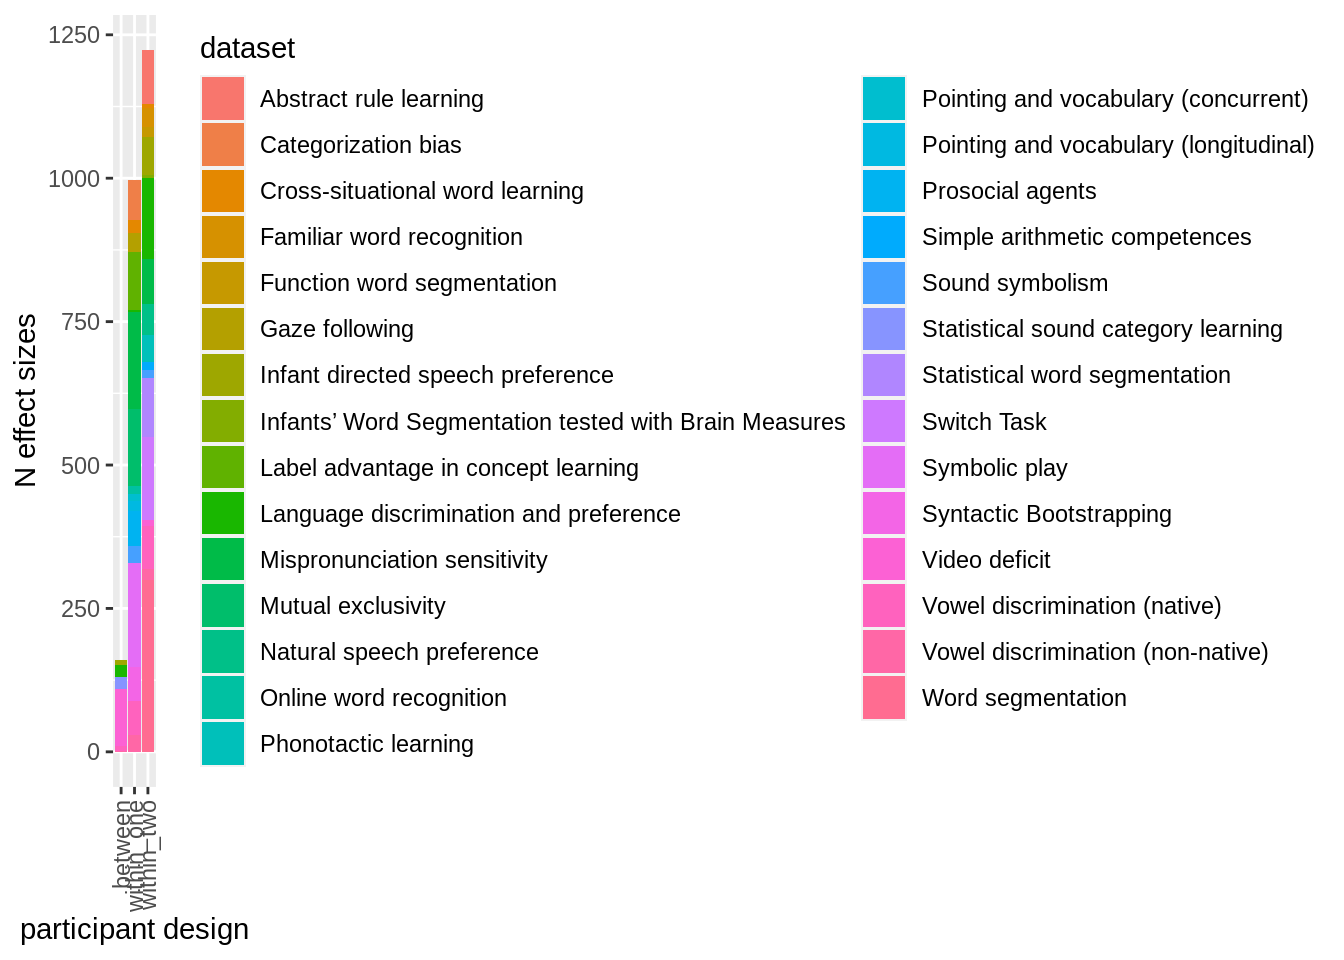 dataset
Abstract rule learning
Categorization bias
Cross-situational word learning
Familiar word recognition
Function word segmentation
Gaze following
Infant directed speech preference
Infants’ Word Segmentation tested with Brain Measures
Label advantage in concept learning
Language discrimination and preference
Mispronunciation sensitivity
Mutual exclusivity
Natural speech preference
Online word recognition
Phonotactic learning
Pointing and vocabulary (concurrent)
Pointing and vocabulary (longitudinal)
Prosocial agents
Simple arithmetic competences
Sound symbolism
Statistical sound category learning
Statistical word segmentation
Switch Task
Symbolic play
Syntactic Bootstrapping
Video deficit
Vowel discrimination (native)
Vowel discrimination (non-native)
Word segmentation
N effect sizes
1250
1000
750
500
250
0
between
within_one
within_two
participant design